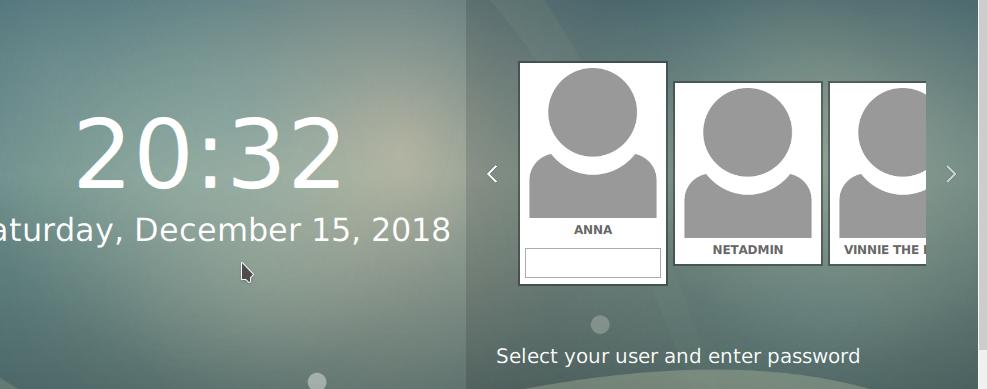 20:32
aturday, December 15, 2018
ANNA
NETADMIN
VINNIE THE
Select your user and enter password